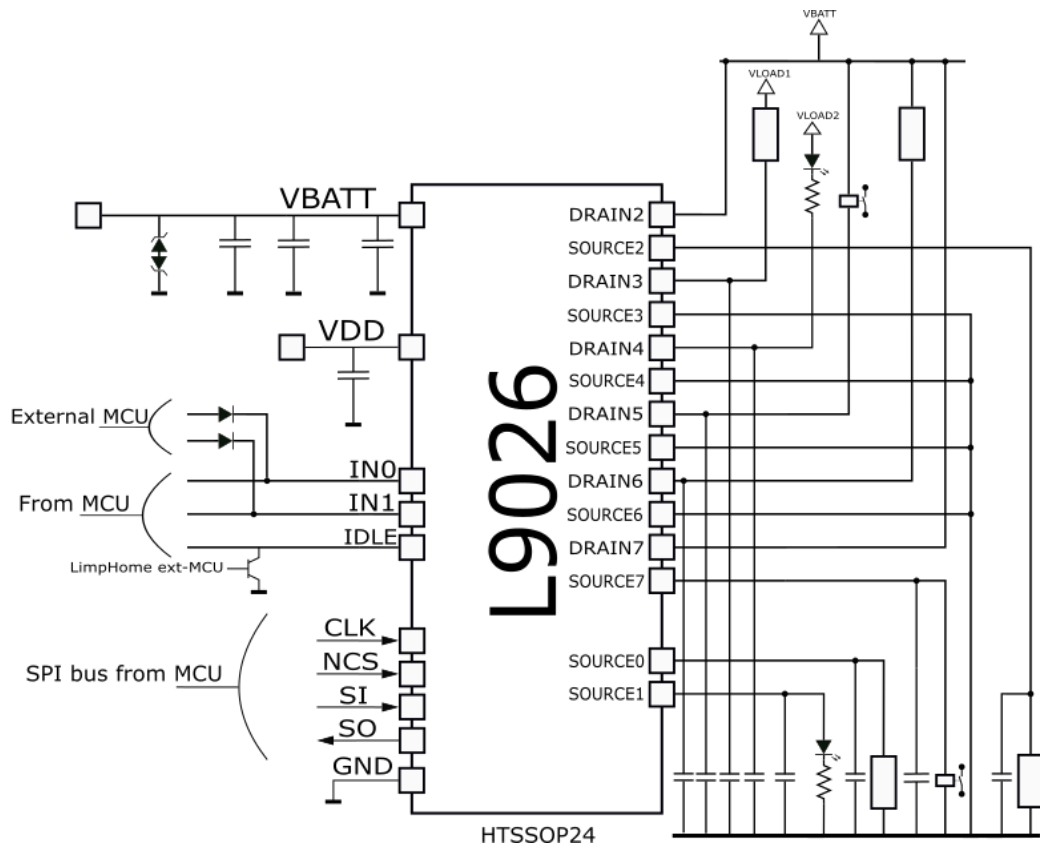 VBATT
VLOAD1
VLOAD2
VBATT
DRAIN2
SOURCE2
DRAIN3
SOURCE3
VDD
DRAIN4
SOURCE4
External MCU
DRAIN5
SOURCE5
IN0
DRAIN6
From MCU
IN1
SOURCE6
IDLE
DRAIN7
LimpHome ext-MCU
SOURCE7
L9026
CLK
SOURCE0
NCS
SPI bus from MCU
SOURCE1
SI
SO
GND
HTSSOP24